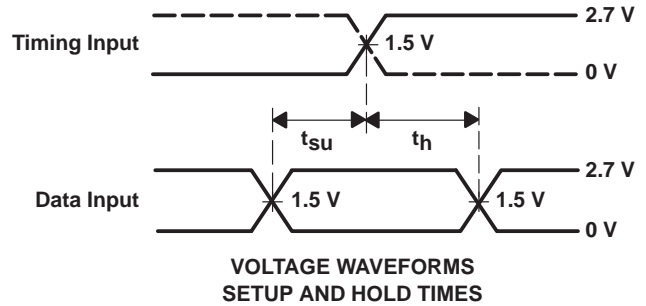 2.7 V
Timing Input
1.5 V
0 V
tsu
th
2.7 V
Data Input
1.5 V
1.5 V
0 V
VOLTAGE WAVEFORMS
SETUP AND HOLD TIMES